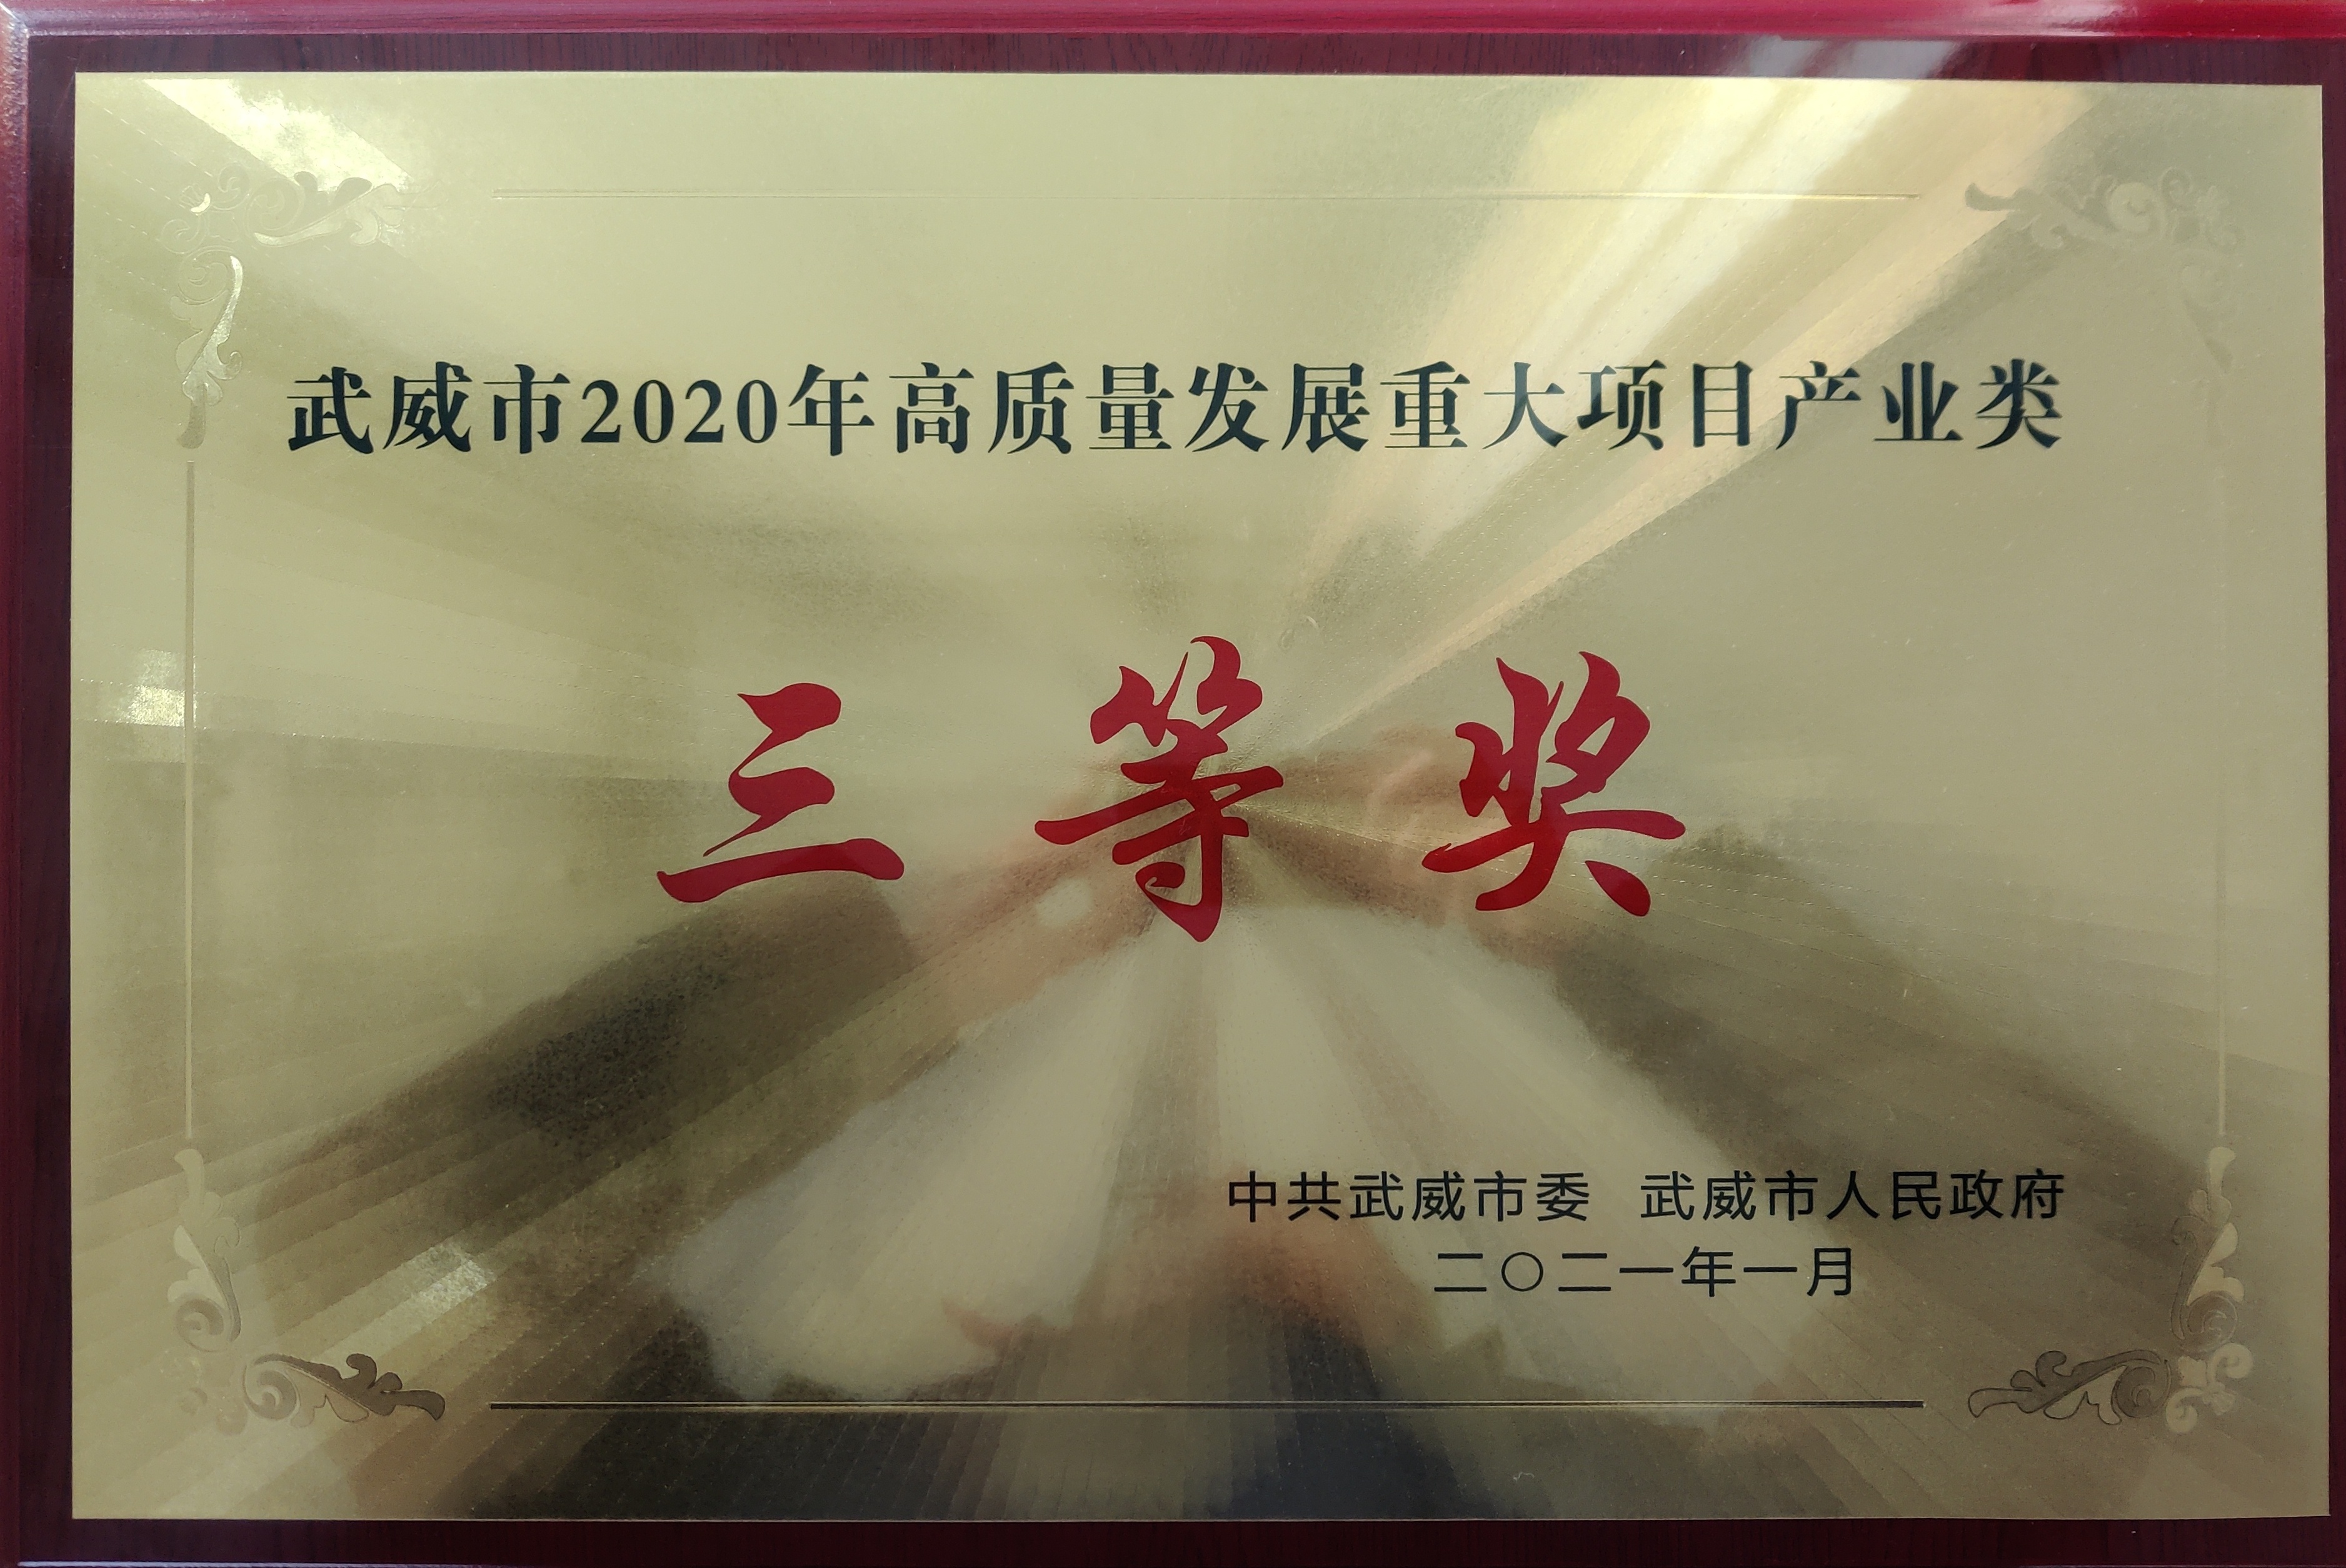 武威市2020年高质量发展重大项目产业类
三等奖
中共武威市委 武威市人民政府
二〇二一年一月